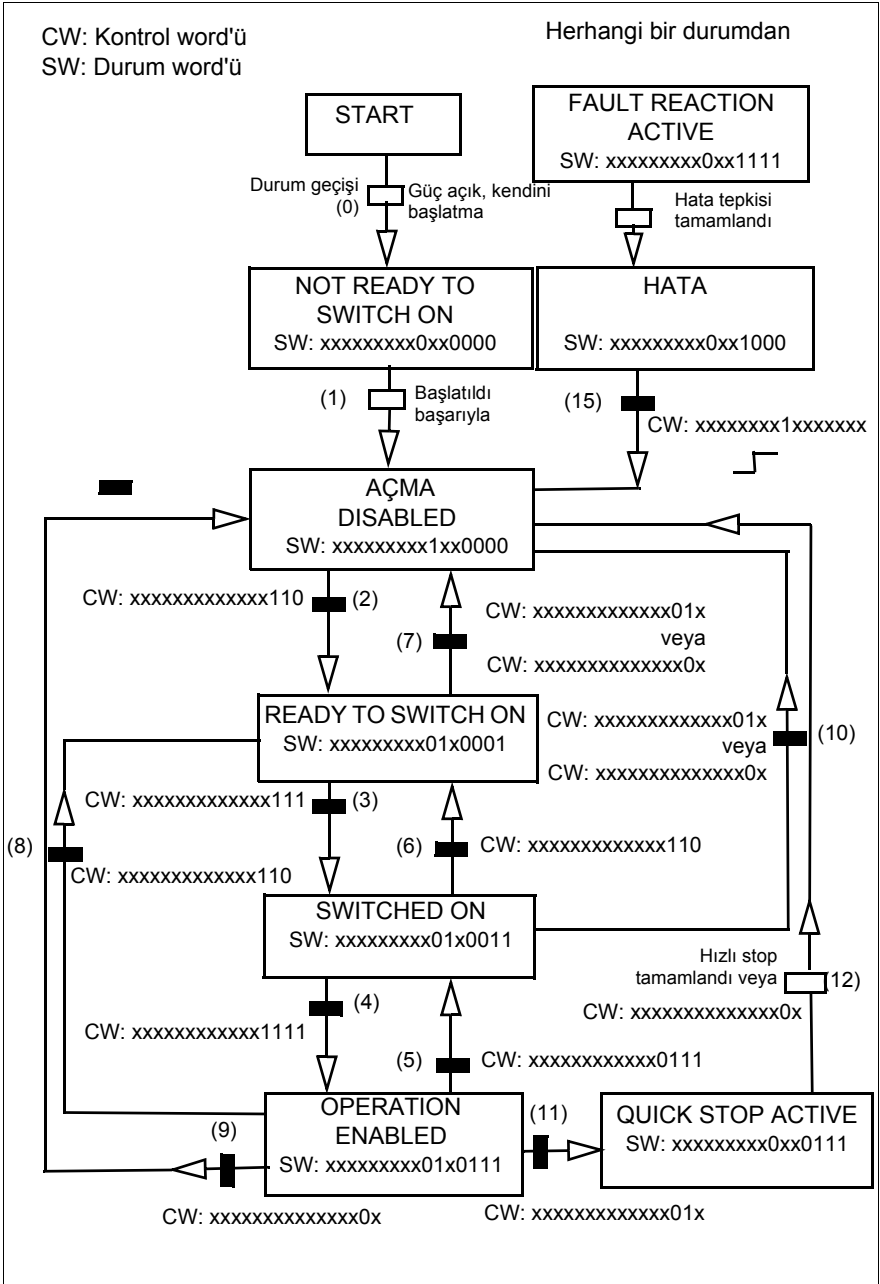 CW: Kontrol word'ü
SW: Durum word'ü
Herhangi bir durumdan
START
FAULT REACTION
ACTIVE
SW: xxxxxxxxx0xx1111
Durum geçişi
(0)
Güç açık, kendini
başlatma
Hata tepkisi
tamamlandı
NOT READY TO
SWITCH ON
SW: xxxxxxxxx0xx0000
HATA
SW: xxxxxxxxx0xx1000
(1)
Başlatıldı
başarıyla
(15)
CW: xxxxxxxx1xxxxxxx
AÇMA
DISABLED
SW: xxxxxxxxx1xx0000
CW: xxxxxxxxxxxxx110
(2)
(7)
CW: xxxxxxxxxxxxx01x
veya
CW: xxxxxxxxxxxxxx0x
READY TO SWITCH ON
SW: xxxxxxxxx01x0001
CW: xxxxxxxxxxxxx01x
veya
CW: xxxxxxxxxxxxxx0x
(10)
CW: xxxxxxxxxxxxx111
(3)
(8)
CW: xxxxxxxxxxxxx110
(6)
CW: xxxxxxxxxxxxx110
SWITCHED ON
SW: xxxxxxxxx01x0011
Hızlı stop
tamamlandı veya
(12)
CW: xxxxxxxxxxxxxx0x
(4)
CW: xxxxxxxxxxxx1111
(5)
CW: xxxxxxxxxxxx0111
OPERATION
ENABLED
SW: xxxxxxxxx01x0111
(9)
CW: xxxxxxxxxxxxxx0x
(11)
CW: xxxxxxxxxxxxx01x
QUICK STOP ACTIVE
SW: xxxxxxxxx0xx0111